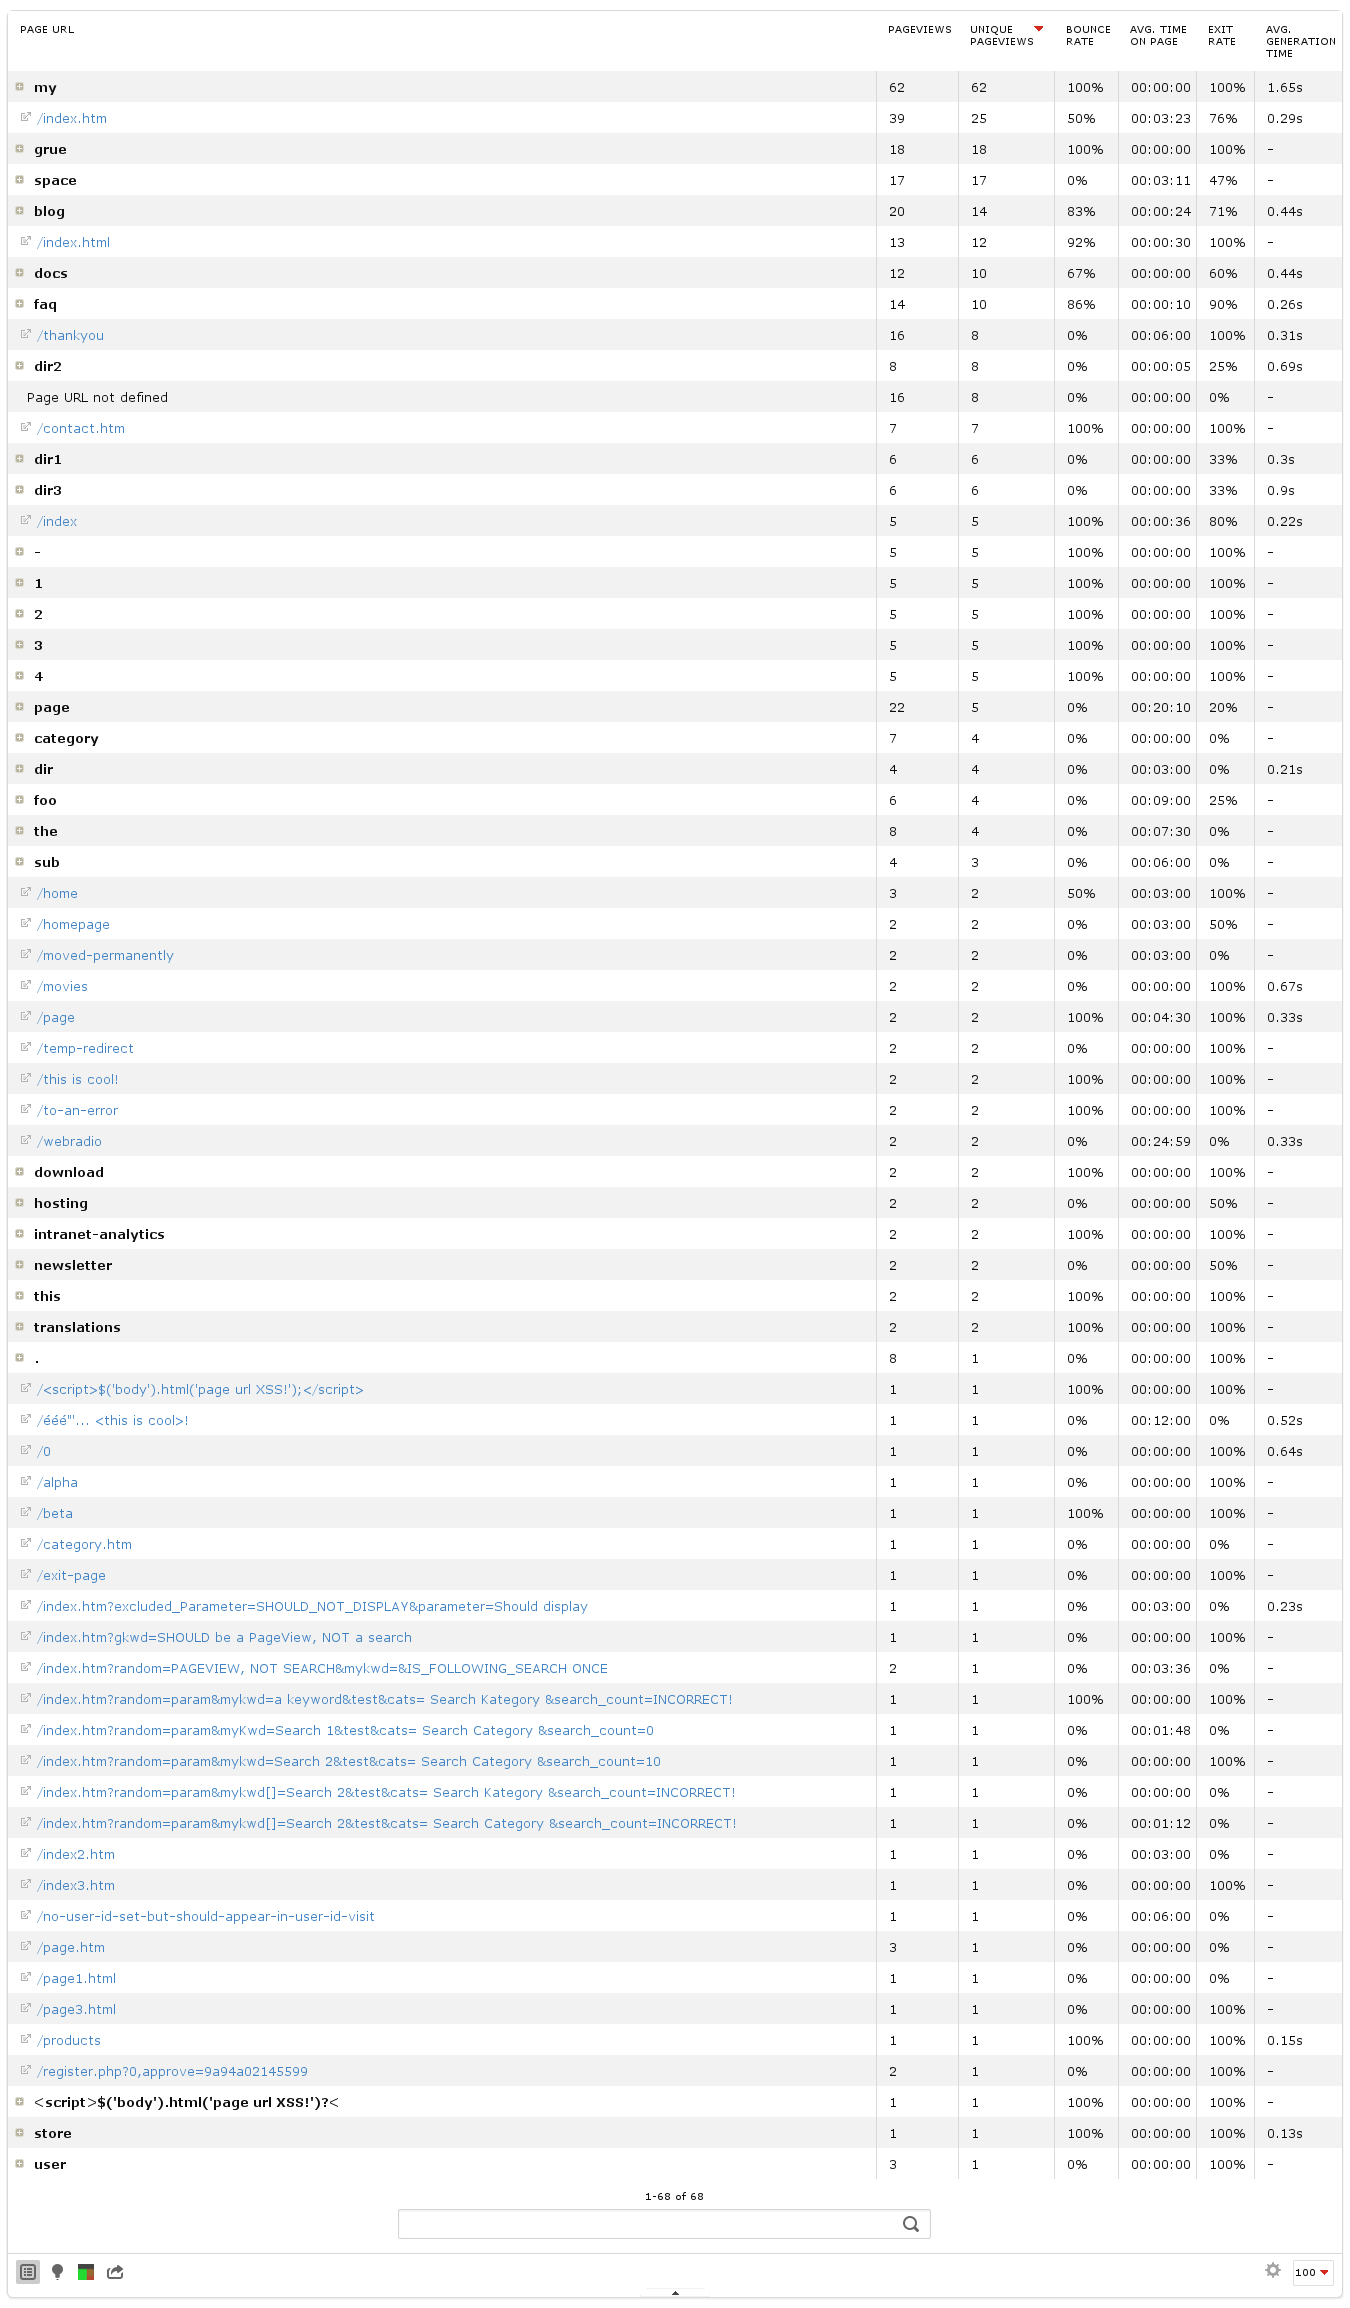 PAGE URL PAGEVIEWS UNIQUE PAGEVIEWS BOUNCE RATE AVG. TIME ON PAGE EXIT RATE AVG. GENERATION TIME
my 62 62 100% 00:00:00 100% 1.65s
/index.htm 39 25 50% 00:03:23 76% 0.29s
grue 18 18 100% 00:00:00 100% -
space 17 17 0% 00:03:11 47% -
blog 20 14 83% 00:00:24 71% 0.44s
/index.html 13 12 92% 00:00:30 100% -
docs 12 10 67% 00:00:00 60% 0.44s
faq 14 10 86% 00:00:10 90% 0.26s
/thankyou 16 8 0% 00:06:00 100% 0.31s
dir2 8 8 0% 00:00:05 25% 0.69s
Page URL not defined 16 8 0% 00:00:00 0% -
/contact.htm 7 7 100% 00:00:00 100% -
dir1 6 6 0% 00:00:00 33% 0.3s
dir3 6 6 0% 00:00:00 33% 0.9s
/index 5 5 100% 00:00:36 80% 0.22s
- 5 5 100% 00:00:00 100% -
1 5 5 100% 00:00:00 100% -
2 5 5 100% 00:00:00 100% -
3 5 5 100% 00:00:00 100% -
4 5 5 100% 00:00:00 100% -
page 22 5 0% 00:20:10 20% -
category 7 4 0% 00:00:00 0% -
dir 4 4 0% 00:03:00 0% 0.21s
foo 6 4 0% 00:09:00 25% -
the 8 4 0% 00:07:30 0% -
sub 4 3 0% 00:06:00 0% -
/home 3 2 50% 00:03:00 100% -
/homepage 2 2 0% 00:03:00 50% -
/moved-permanently 2 2 0% 00:03:00 0% -
/movies 2 2 0% 00:00:00 100% 0.67s
/page 2 2 100% 00:04:30 100% 0.33s
/temp-redirect 2 2 0% 00:00:00 100% -
/this is cool! 2 2 100% 00:00:00 100% -
/to-an-error 2 2 100% 00:00:00 100% -
/webradio 2 2 0% 00:24:59 0% 0.33s
download 2 2 100% 00:00:00 100% -
hosting 2 2 0% 00:00:00 50% -
intranet-analytics 2 2 100% 00:00:00 100% -
newsletter 2 2 0% 00:00:00 50% -
this 2 2 100% 00:00:00 100% -
translations 2 2 100% 00:00:00 100% -
. 8 1 0% 00:00:00 100% -
/<script>$('body').html('page url XSS!');</script> 1 1 100% 00:00:00 100% -
/ééé"'... <this is cool>! 1 1 0% 00:12:00 0% 0.52s
/0 1 1 0% 00:00:00 100% 0.64s
/alpha 1 1 0% 00:00:00 100% -
/beta 1 1 100% 00:00:00 100% -
/category.htm 1 1 0% 00:00:00 0% -
/exit-page 1 1 0% 00:00:00 100% -
/index.htm?excluded_Parameter=SHOULD_NOT_DISPLAY&parameter=Should display 1 1 0% 00:03:00 0% 0.23s
/index.htm?gkwd=SHOULD be a PageView, NOT a search 1 1 0% 00:00:00 100% -
/index.htm?random=PAGEVIEW, NOT SEARCH&mykwd=&IS_FOLLOWING_SEARCH ONCE 2 1 0% 00:03:36 0% -
/index.htm?random=param&mykwd=a keyword&test&cats= Search Kategory &search_count=INCORRECT! 1 1 100% 00:00:00 100% -
/index.htm?random=param&myKwd=Search 1&test&cats= Search Category &search_count=0 1 1 0% 00:01:48 0% -
/index.htm?random=param&mykwd=Search 2&test&cats= Search Category &search_count=10 1 1 0% 00:00:00 100% -
/index.htm?random=param&mykwd[]=Search 2&test&cats= Search Kategory &search_count=INCORRECT! 1 1 0% 00:00:00 0% -
/index.htm?random=param&mykwd[]=Search 2&test&cats= Search Category &search_count=INCORRECT! 1 1 0% 00:01:12 0% -
/index2.htm 1 1 0% 00:03:00 0% -
/index3.htm 1 1 0% 00:00:00 100% -
/no-user-id-set-but-should-appear-in-user-id-visit 1 1 0% 00:06:00 0% -
/page.htm 3 1 0% 00:00:00 0% -
/page1.html 1 1 0% 00:00:00 0% -
/page3.html 1 1 0% 00:00:00 100% -
/products 1 1 100% 00:00:00 100% 0.15s
/register.php?0,approve=9a94a02145599 2 1 0% 00:00:00 100% -
<script>$('body').html('page url XSS!')?< 1 1 100% 00:00:00 100% -
store 1 1 100% 00:00:00 100% 0.13s
user 3 1 0% 00:00:00 100% -
1-68 of 68
100